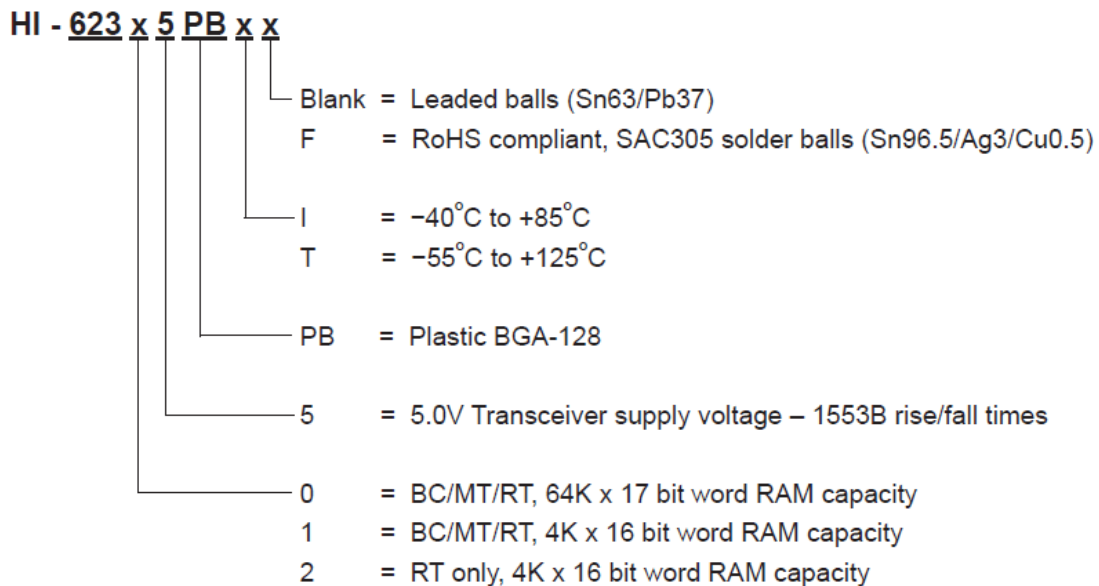 HI - 623 x 5 PB x x
Blank = Leaded balls (Sn63/Pb37)
F = RoHS compliant, SAC305 solder balls (Sn96.5/Ag3/Cu0.5)
I = −40°C to +85°C
T = −55°C to +125°C
PB = Plastic BGA-128
5 = 5.0V Transceiver supply voltage – 1553B rise/fall times
0 = BC/MT/RT, 64K x 17 bit word RAM capacity
1 = BC/MT/RT, 4K x 16 bit word RAM capacity
2 = RT only, 4K x 16 bit word RAM capacity